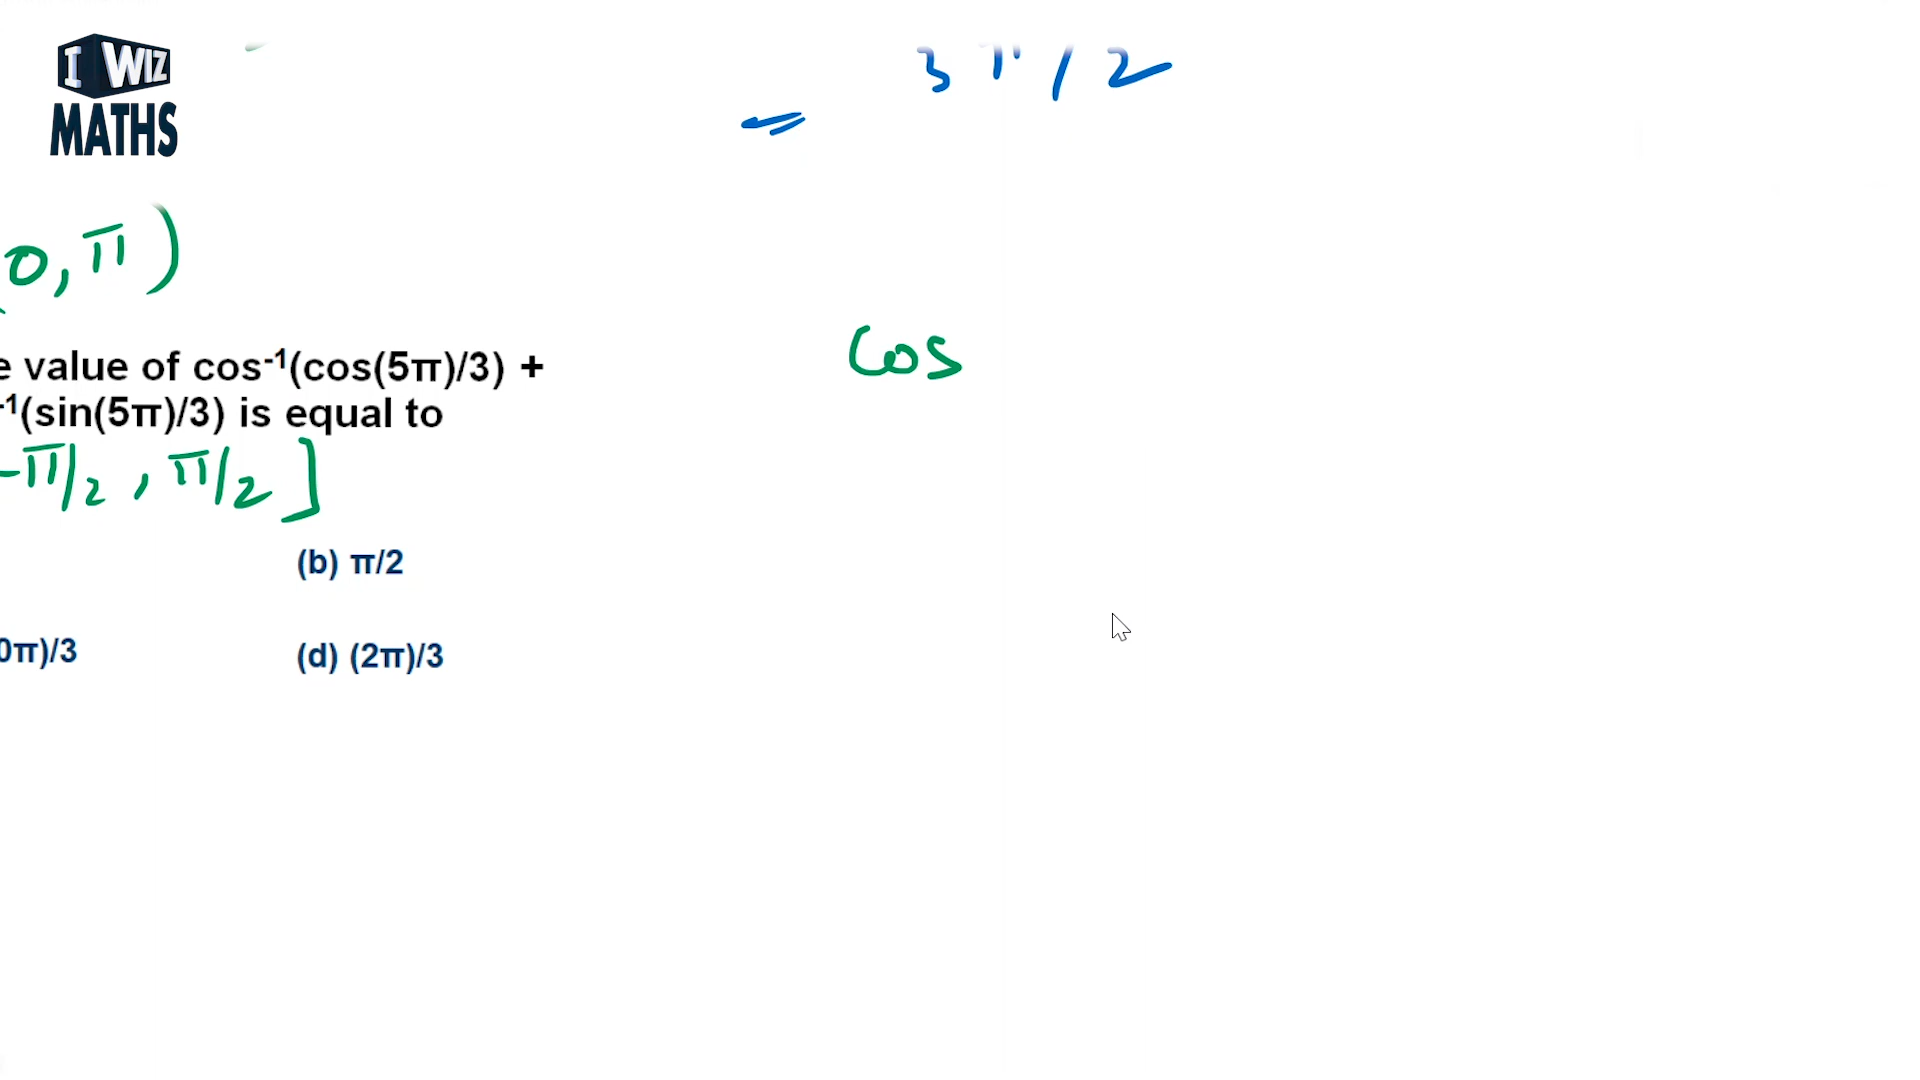 I WIZ
MATHS
3π/2
0, π)
e value of cos⁻¹(cos(5π)/3) +
⁻¹(sin(5π)/3) is equal to
cos
-π/2, π/2]
(b) π/2
0π)/3
(d) (2π)/3